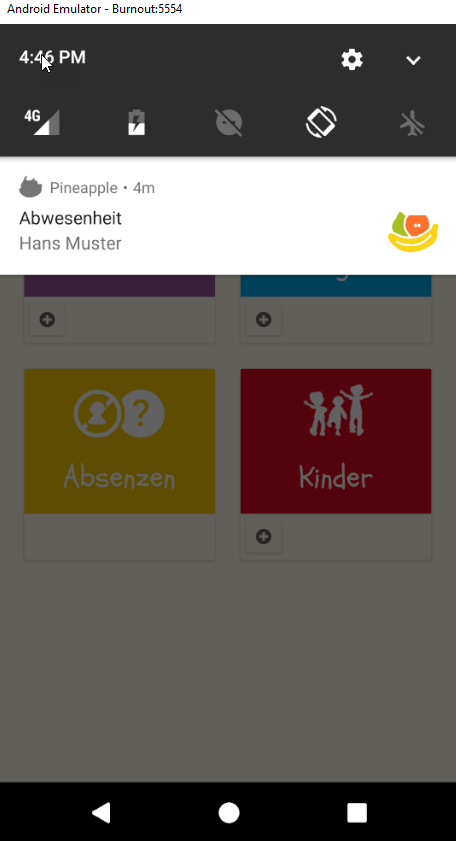 Android Emulator - Burnout:5554
4:46 PM
4G
Pineapple • 4m
Abwesenheit
Hans Muster
?
Absenzen
Kinder